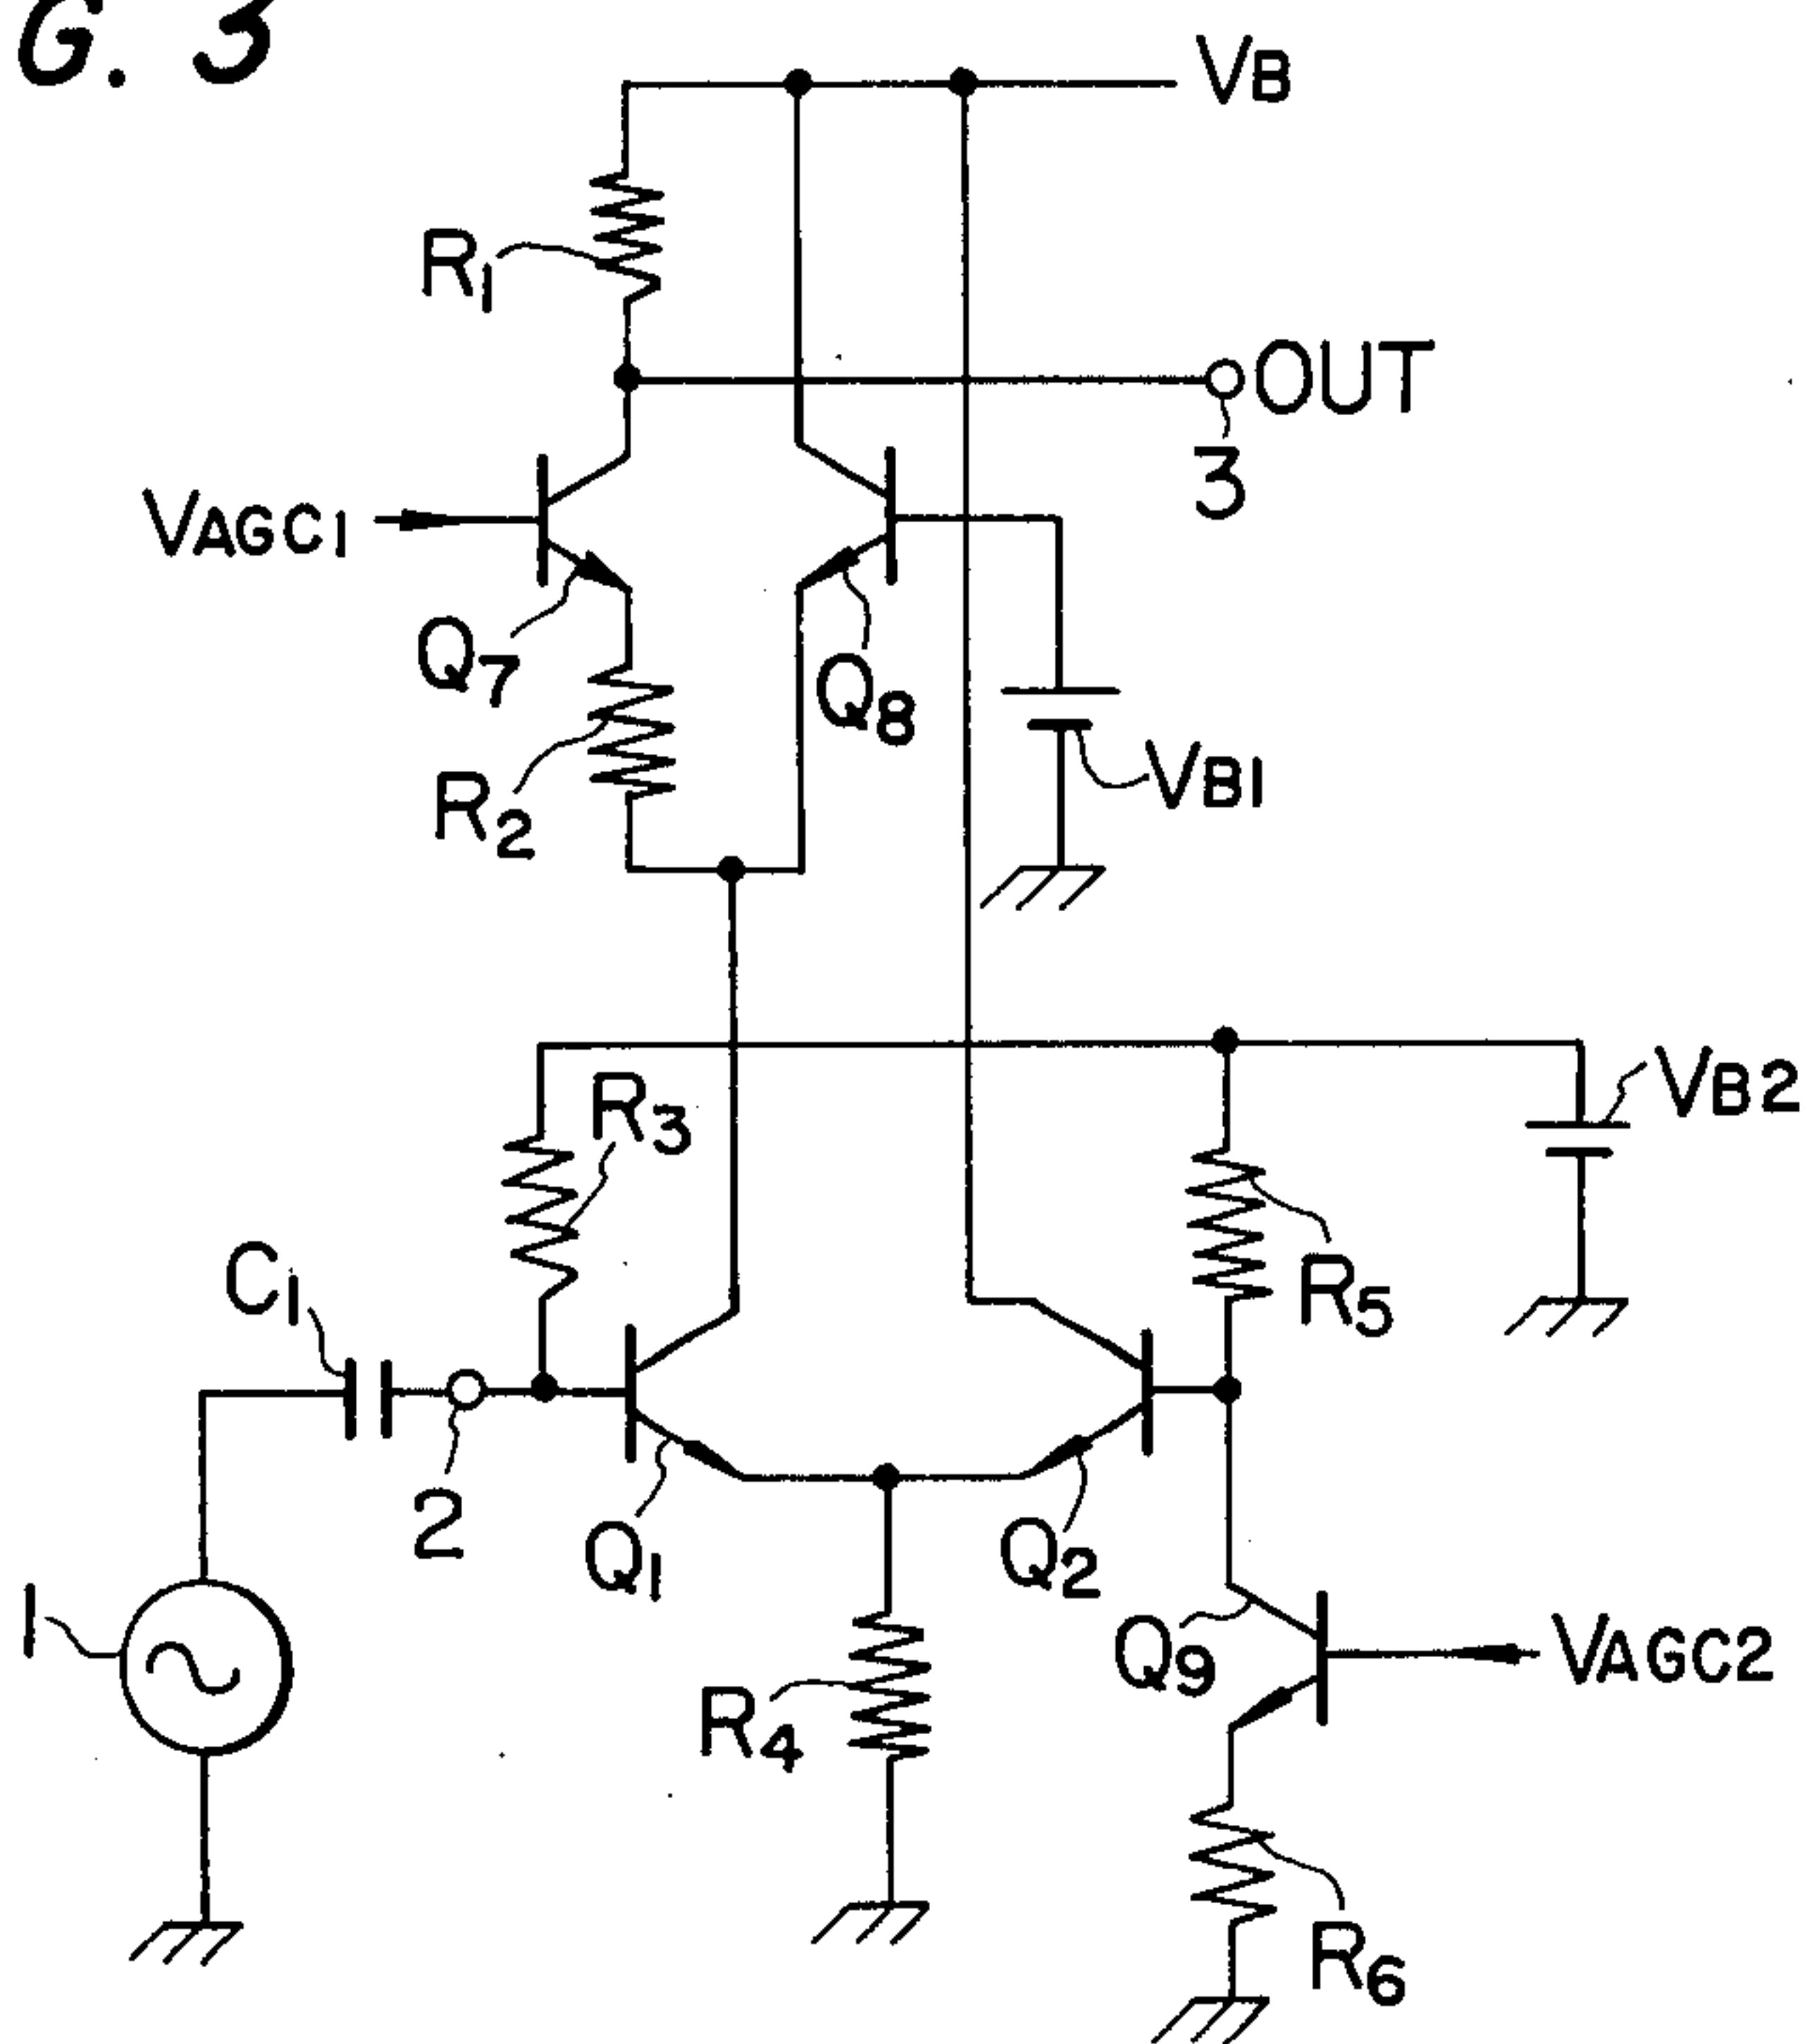 G. 3
VB
R1
OUT
3
VAGC1
Q7
Q8
R2
VB1
R3
VB2
C1
R5
2
Q1
Q2
1
Q9
VAGC2
R4
R6